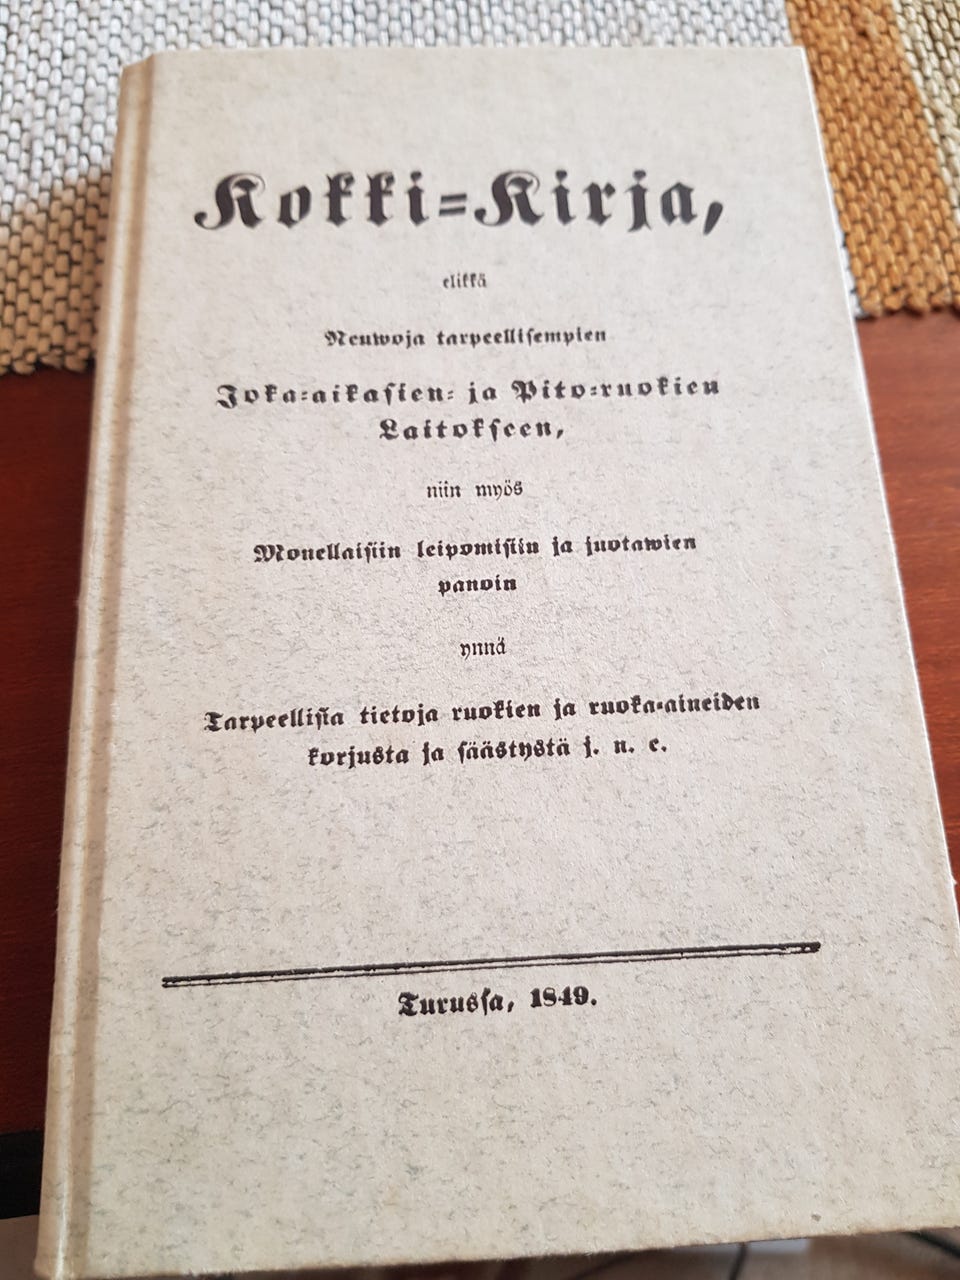 Kokki=Kirja,
elikkä
Neuwoja tarpeellisempien
Joka=aikasien= ja Pito=ruokien
Laitokseen,
niin myös
Monellaisiin leipomisiin ja juotawien
panoin
ynnä
Tarpeellisia tietoja ruokien ja ruoka=aineiden
korjusta ja säästystä j. n. e.
Turussa, 1849.